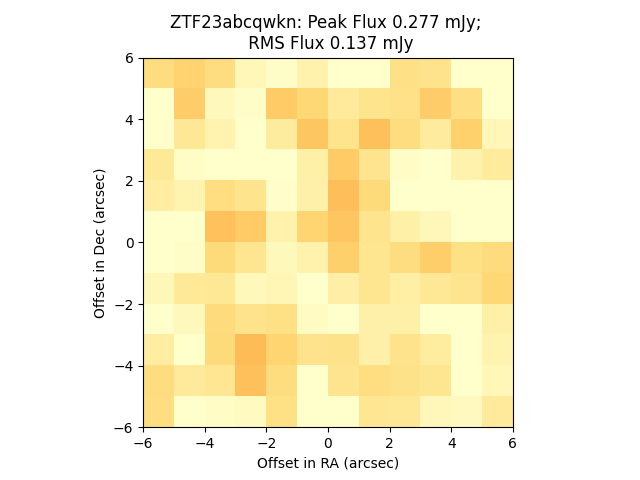 ZTF23abcqwkn: Peak Flux 0.277 mJy;
RMS Flux 0.137 mJy
6
4
2
0
−2
−4
−6
Offset in Dec (arcsec)
−6 −4 −2 0 2 4 6
Offset in RA (arcsec)